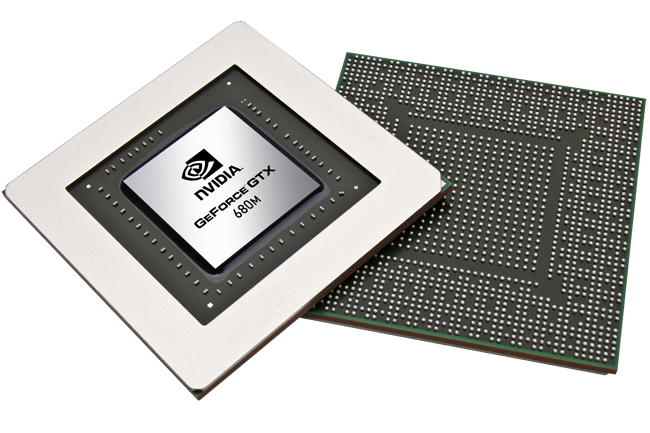 NVIDIA.
GEFORCE GTX
680M